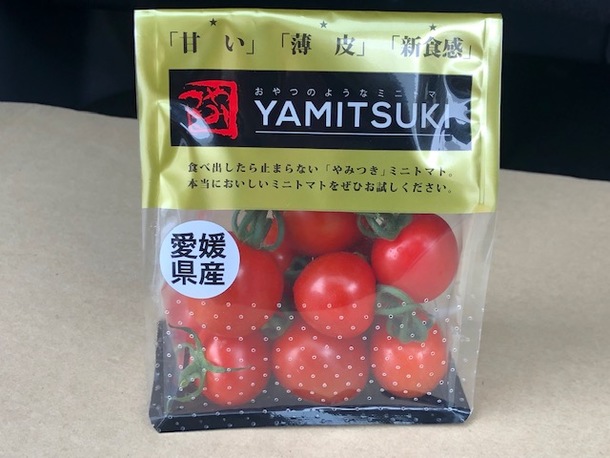 「甘い」「薄皮」「新食感」
おやつのようなミニトマト
YAMITSUKI
食べ出したら止まらない「やみつき」ミニトマト。
本当においしいミニトマトをぜひお試しください。
愛媛
県産